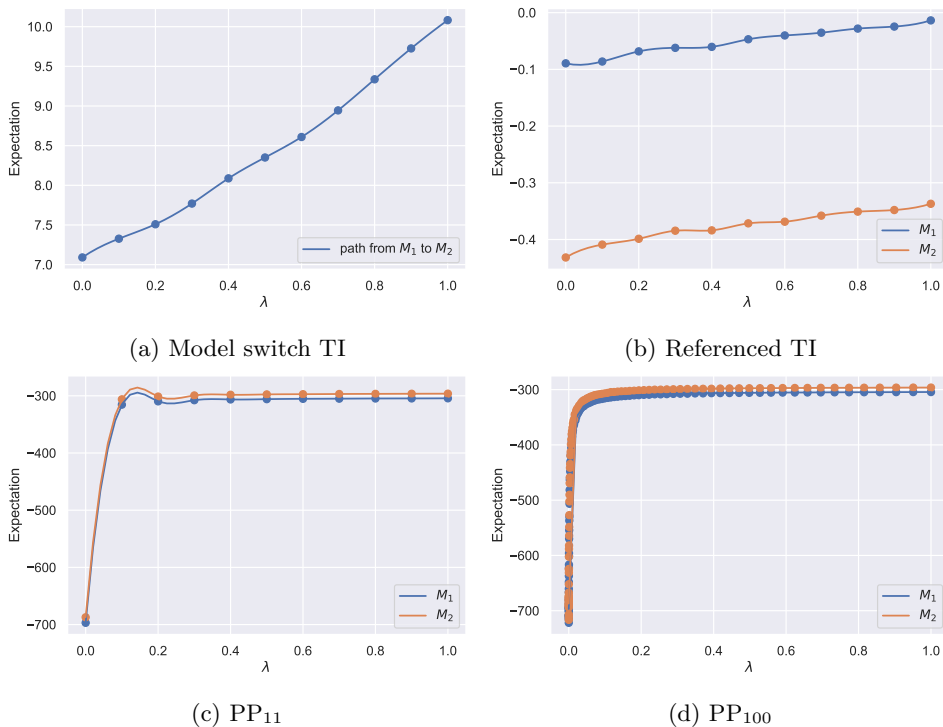 10.0
9.5
9.0
8.5
8.0
7.5
7.0
Expectation
0.0 0.2 0.4 0.6 0.8 1.0
λ
path from M₁ to M₂
(a) Model switch TI
0.0
−0.1
−0.2
−0.3
−0.4
Expectation
0.0 0.2 0.4 0.6 0.8 1.0
λ
M₁
M₂
(b) Referenced TI
−300
−400
−500
−600
−700
Expectation
0.0 0.2 0.4 0.6 0.8 1.0
λ
M₁
M₂
(c) PP₁₁
−300
−400
−500
−600
−700
Expectation
0.0 0.2 0.4 0.6 0.8 1.0
λ
M₁
M₂
(d) PP₁₀₀